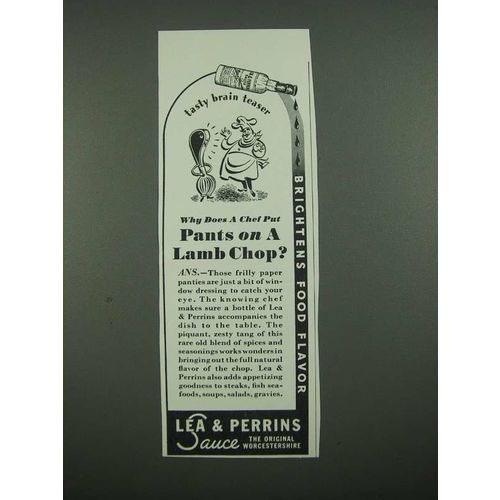 tasty brain teaser
Why Does A Chef Put
Pants on A
Lamb Chop?
ANS.—Those frilly paper
panties are just a bit of win-
dow dressing to catch your
eye. The knowing chef
makes sure a bottle of Lea
& Perrins accompanies the
dish to the table. The
piquant, zesty tang of this
rare old blend of spices and
seasonings works wonders in
bringing out the full natural
flavor of the chop. Lea &
Perrins also adds appetizing
goodness to steaks, fish sea-
foods, soups, salads, gravies.
BRIGHTENS FOOD FLAVOR
LEA & PERRINS
Sauce THE ORIGINAL
WORCESTERSHIRE